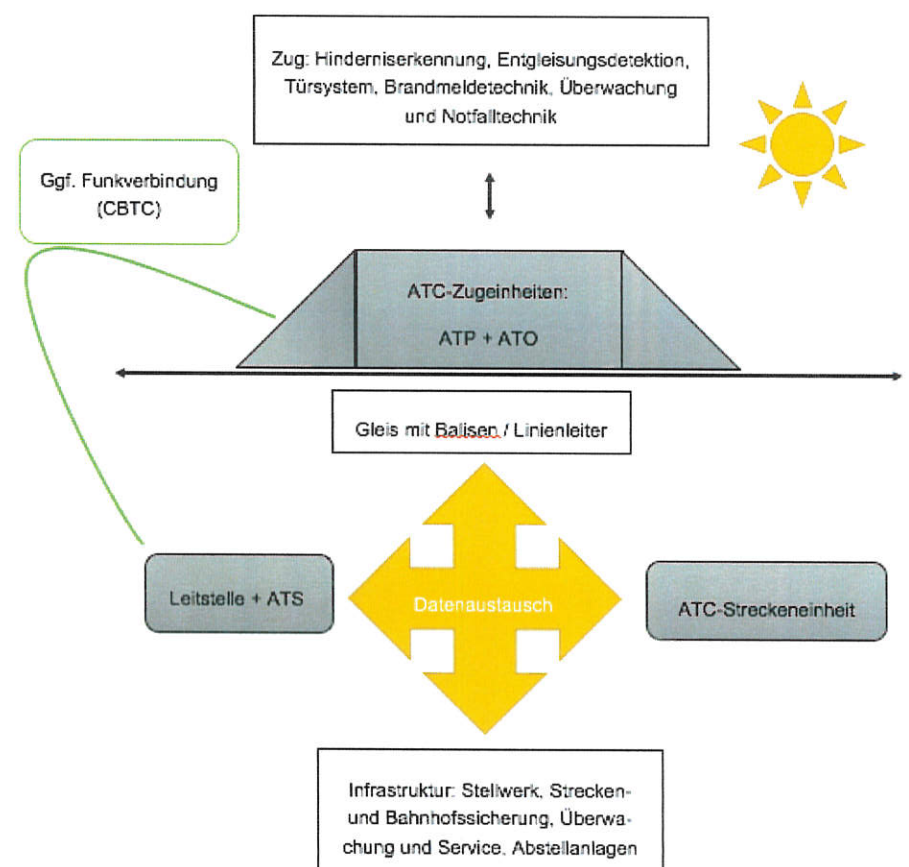 Zug: Hinderniserkennung, Entgleisungsdetektion,
Türsystem, Brandmeldetechnik, Überwachung
und Notfalltechnik
Ggf. Funkverbindung
(CBTC)
ATC-Zugeinheiten:
ATP + ATO
Gleis mit Balisen / Linienleiter
Leitstelle + ATS
Datenaustausch
ATC-Streckeneinheit
Infrastruktur: Stellwerk, Strecken-
und Bahnhofssicherung, Überwa-
chung und Service, Abstellanlagen